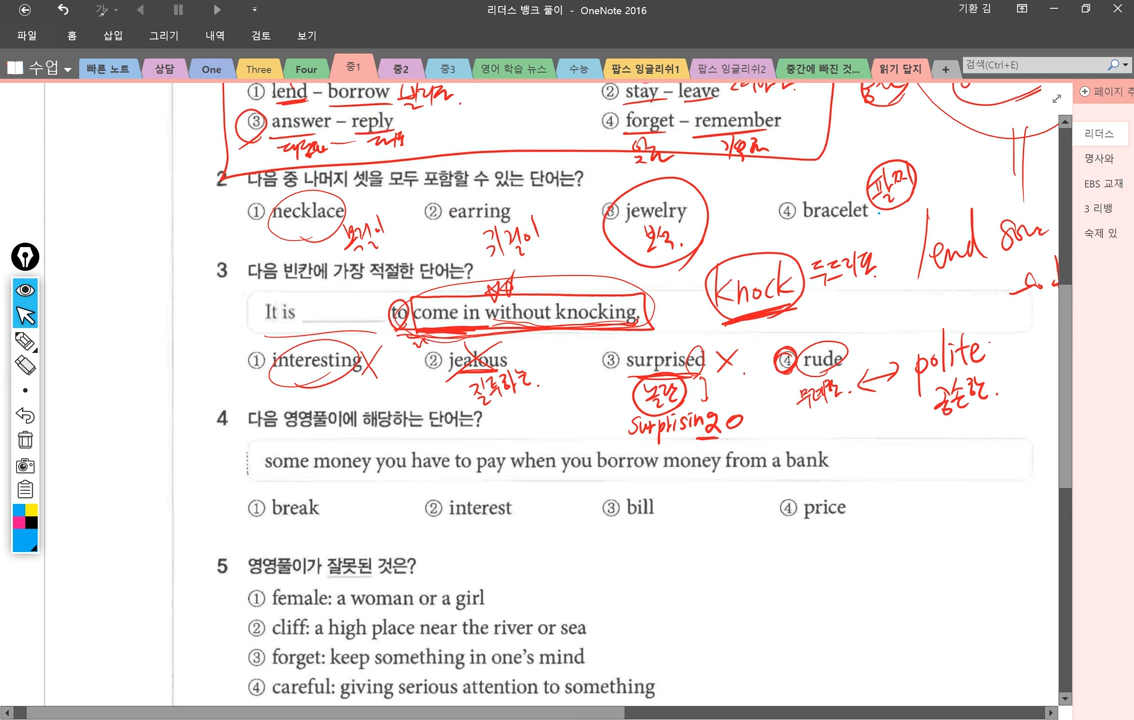 리더스 뱅크 풀이 - OneNote 2016
기환 김
파일 홈 삽입 그리기 내역 검토 보기
수업 빠른 노트 상담 One Three Four 중1 중2 중3 영어 학습 뉴스 수능 팝스 잉글리쉬1 팝스 잉글리쉬2 중간에 빠진 것... 읽기 답지 + 검색(Ctrl+E)
페이지 추
리더스
명사와
EBS 교재
3 리뱅
숙제 있
① lend – borrow 빌리다 ② stay – leave
③ answer – reply ④ forget – remember
잊다 기억하다
2 다음 중 나머지 셋을 모두 포함할 수 있는 단어는?
팔찌
① necklace ② earring ③ jewelry ④ bracelet
목걸이 귀걸이 보석.
lend
3 다음 빈칸에 가장 적절한 단어는?
knock 두드리다
It is ________ to come in without knocking.
① interesting X ② jealous ③ surprised X. ④ rude ↔ polite
질투하는. 놀란 무례한. 공손한.
surprising
4 다음 영영풀이에 해당하는 단어는?
some money you have to pay when you borrow money from a bank
① break ② interest ③ bill ④ price
5 영영풀이가 잘못된 것은?
① female: a woman or a girl
② cliff: a high place near the river or sea
③ forget: keep something in one's mind
④ careful: giving serious attention to something